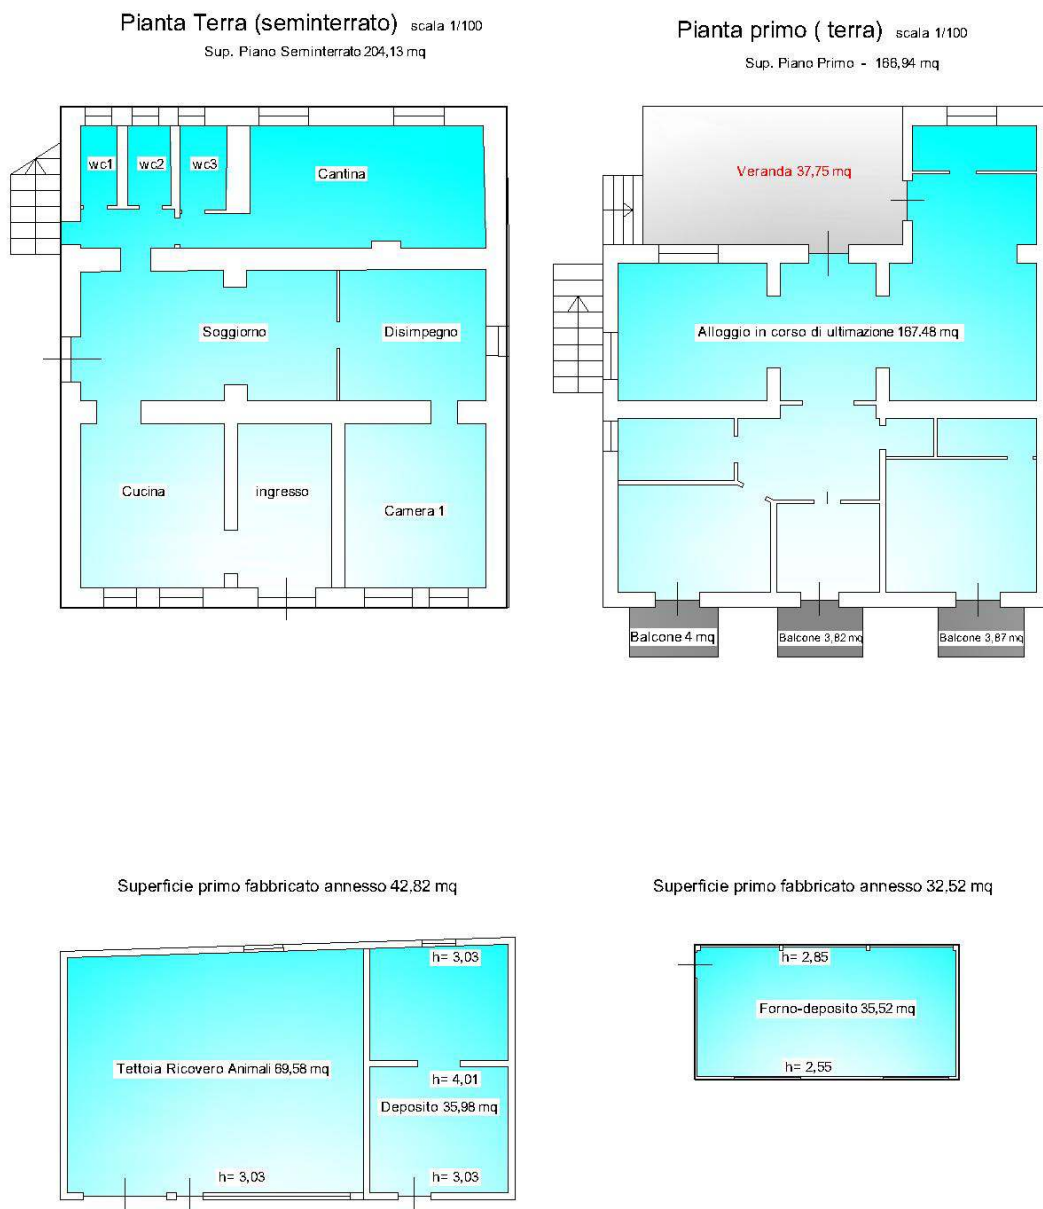 Pianta Terra (seminterrato) scala 1/100
Sup. Piano Seminterrato 204,13 mq
wc1
wc2
wc3
Cantina
Soggiorno
Disimpegno
Cucina
ingresso
Camera 1
Pianta primo ( terra) scala 1/100
Sup. Piano Primo - 166,94 mq
Veranda 37,75 mq
Alloggio in corso di ultimazione 167.48 mq
Balcone 4 mq
Balcone 3,82 mq
Balcone 3,87 mq
Superficie primo fabbricato annesso 42,82 mq
h= 3,03
Tettoia Ricovero Animali 69,58 mq
h= 4,01
Deposito 35,98 mq
h= 3,03
h= 3,03
Superficie primo fabbricato annesso 32,52 mq
h= 2,85
Forno-deposito 35,52 mq
h= 2,55